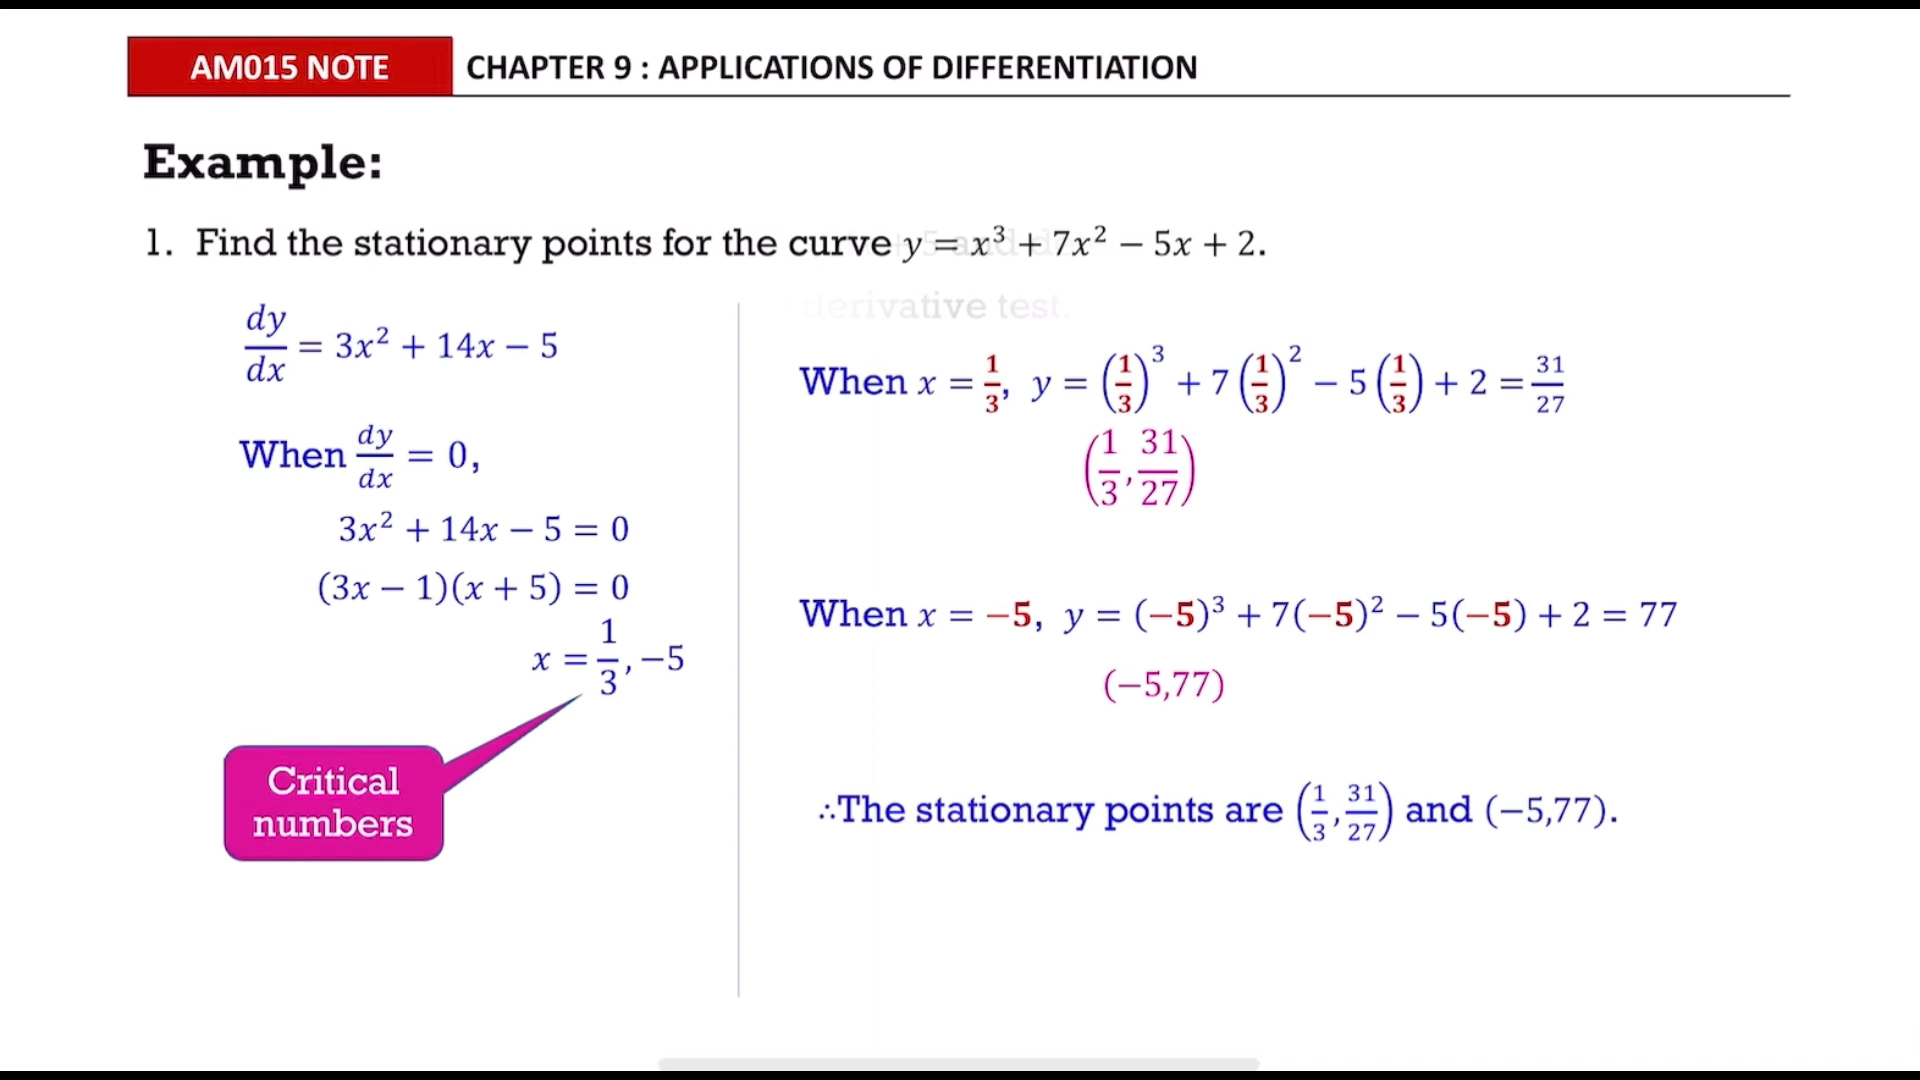 AM015 NOTE
CHAPTER 9 : APPLICATIONS OF DIFFERENTIATION
Example:
1. Find the stationary points for the curve y = x³ + 7x² − 5x + 2.
dy/dx = 3x² + 14x − 5
When dy/dx = 0,
3x² + 14x − 5 = 0
(3x − 1)(x + 5) = 0
x = 1/3, −5
Critical
numbers
derivative test.
When x = 1/3, y = (1/3)³ + 7(1/3)² − 5(1/3) + 2 = 31/27
(1/3, 31/27)
When x = −5, y = (−5)³ + 7(−5)² − 5(−5) + 2 = 77
(−5,77)
∴The stationary points are (1/3, 31/27) and (−5,77).